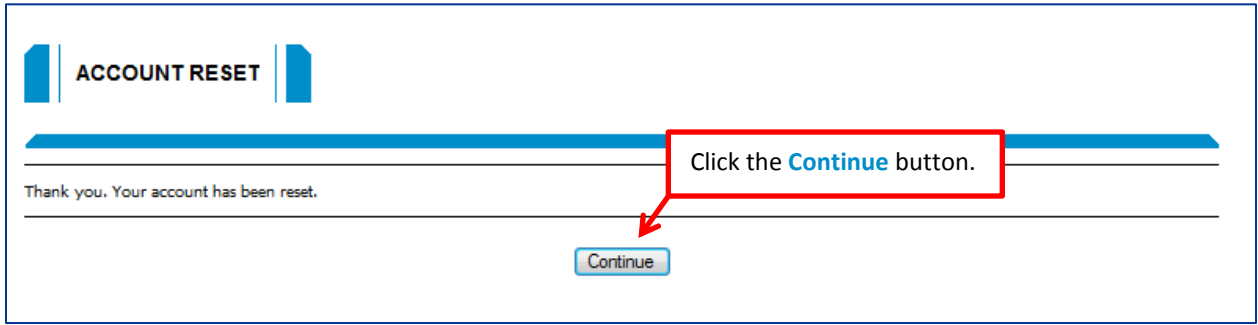 ACCOUNT RESET
Click the Continue button.
Thank you. Your account has been reset.
Continue